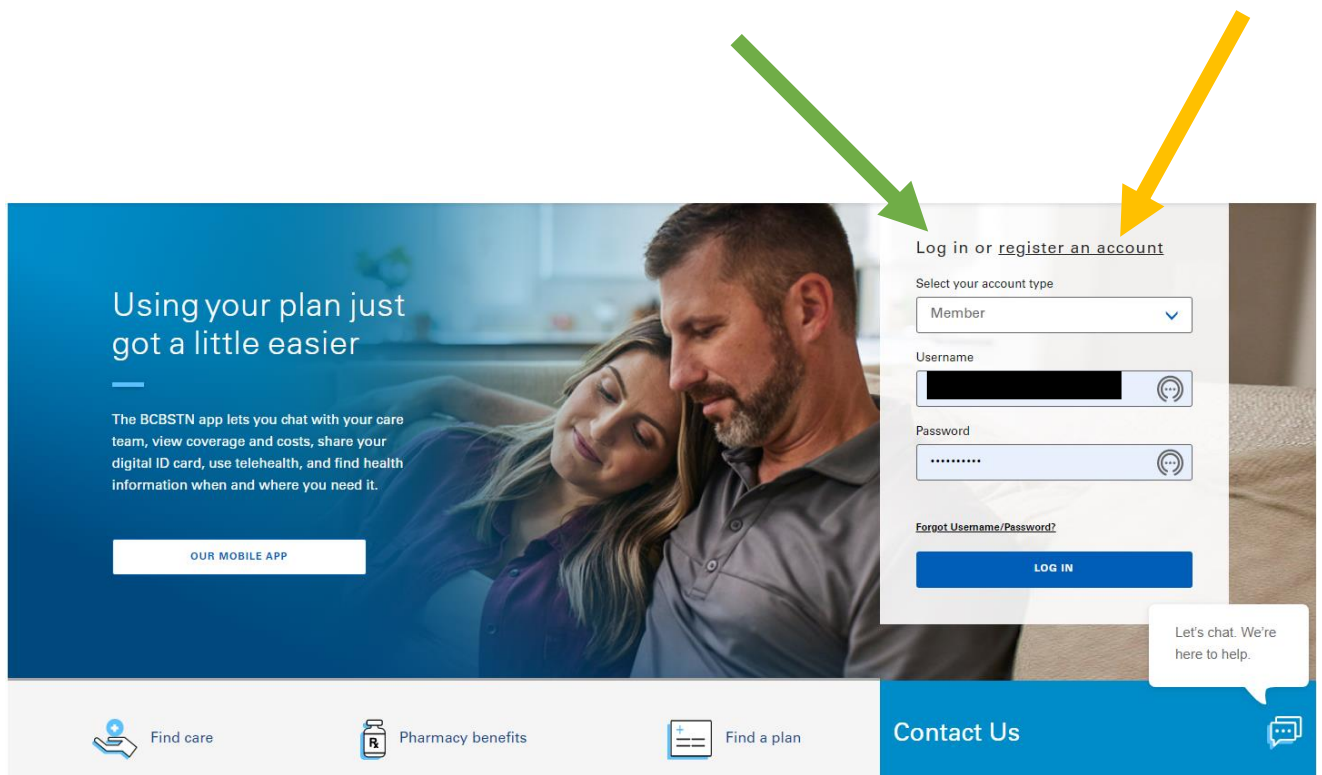 Using your plan just
got a little easier
The BCBSTN app lets you chat with your care
team, view coverage and costs, share your
digital ID card, use telehealth, and find health
information when and where you need it.
OUR MOBILE APP
Log in or register an account
Select your account type
Member
Username
Password
••••••••••
Forgot Username/Password?
LOG IN
Let's chat. We're
here to help.
Find care
Rx
Pharmacy benefits
Find a plan
Contact Us